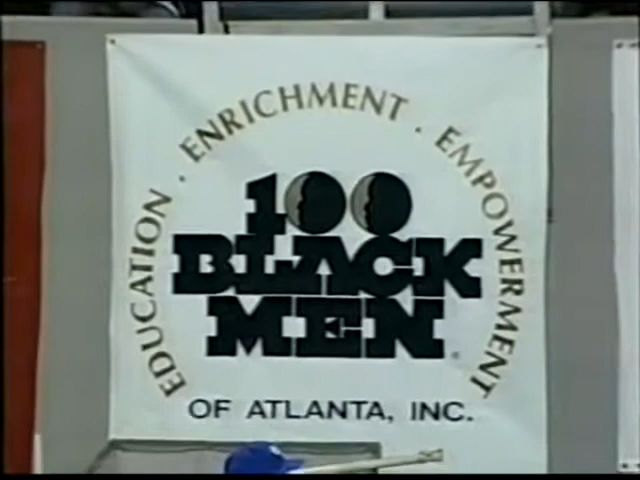 EDUCATION . ENRICHMENT . EMPOWERMENT
100
BLACK
MEN
OF ATLANTA, INC.